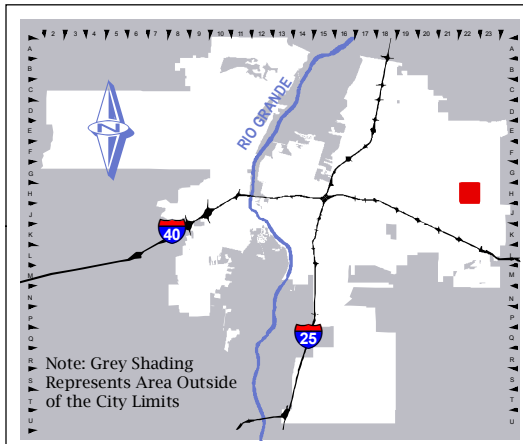 2 3 4 5 6 7 8 9 10 11 12 13 14 15 16 17 18 19 20 21 22 23
A A
B B
C C
D D
E E
F F
G G
H H
J J
K K
L L
M M
N N
P P
Q Q
R R
S S
T T
U U
N
RIO GRANDE
40
25
Note: Grey Shading
Represents Area Outside
of the City Limits